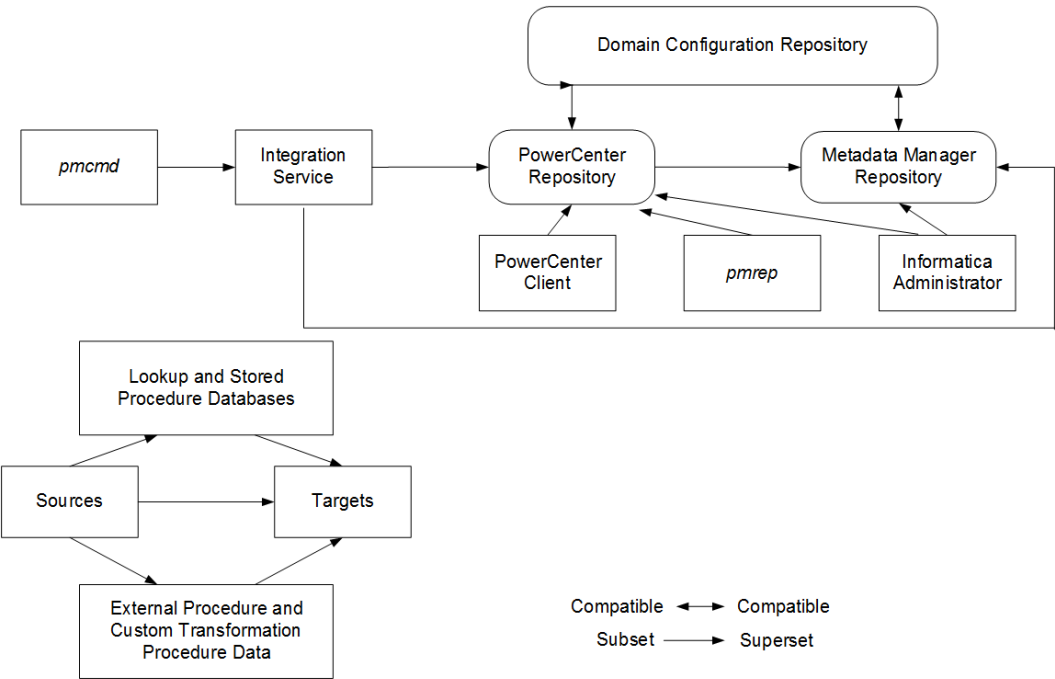 Domain Configuration Repository
pmcmd
Integration
Service
PowerCenter
Repository
Metadata Manager
Repository
PowerCenter
Client
pmrep
Informatica
Administrator
Lookup and Stored
Procedure Databases
Sources
Targets
External Procedure and
Custom Transformation
Procedure Data
Compatible Compatible
Subset Superset